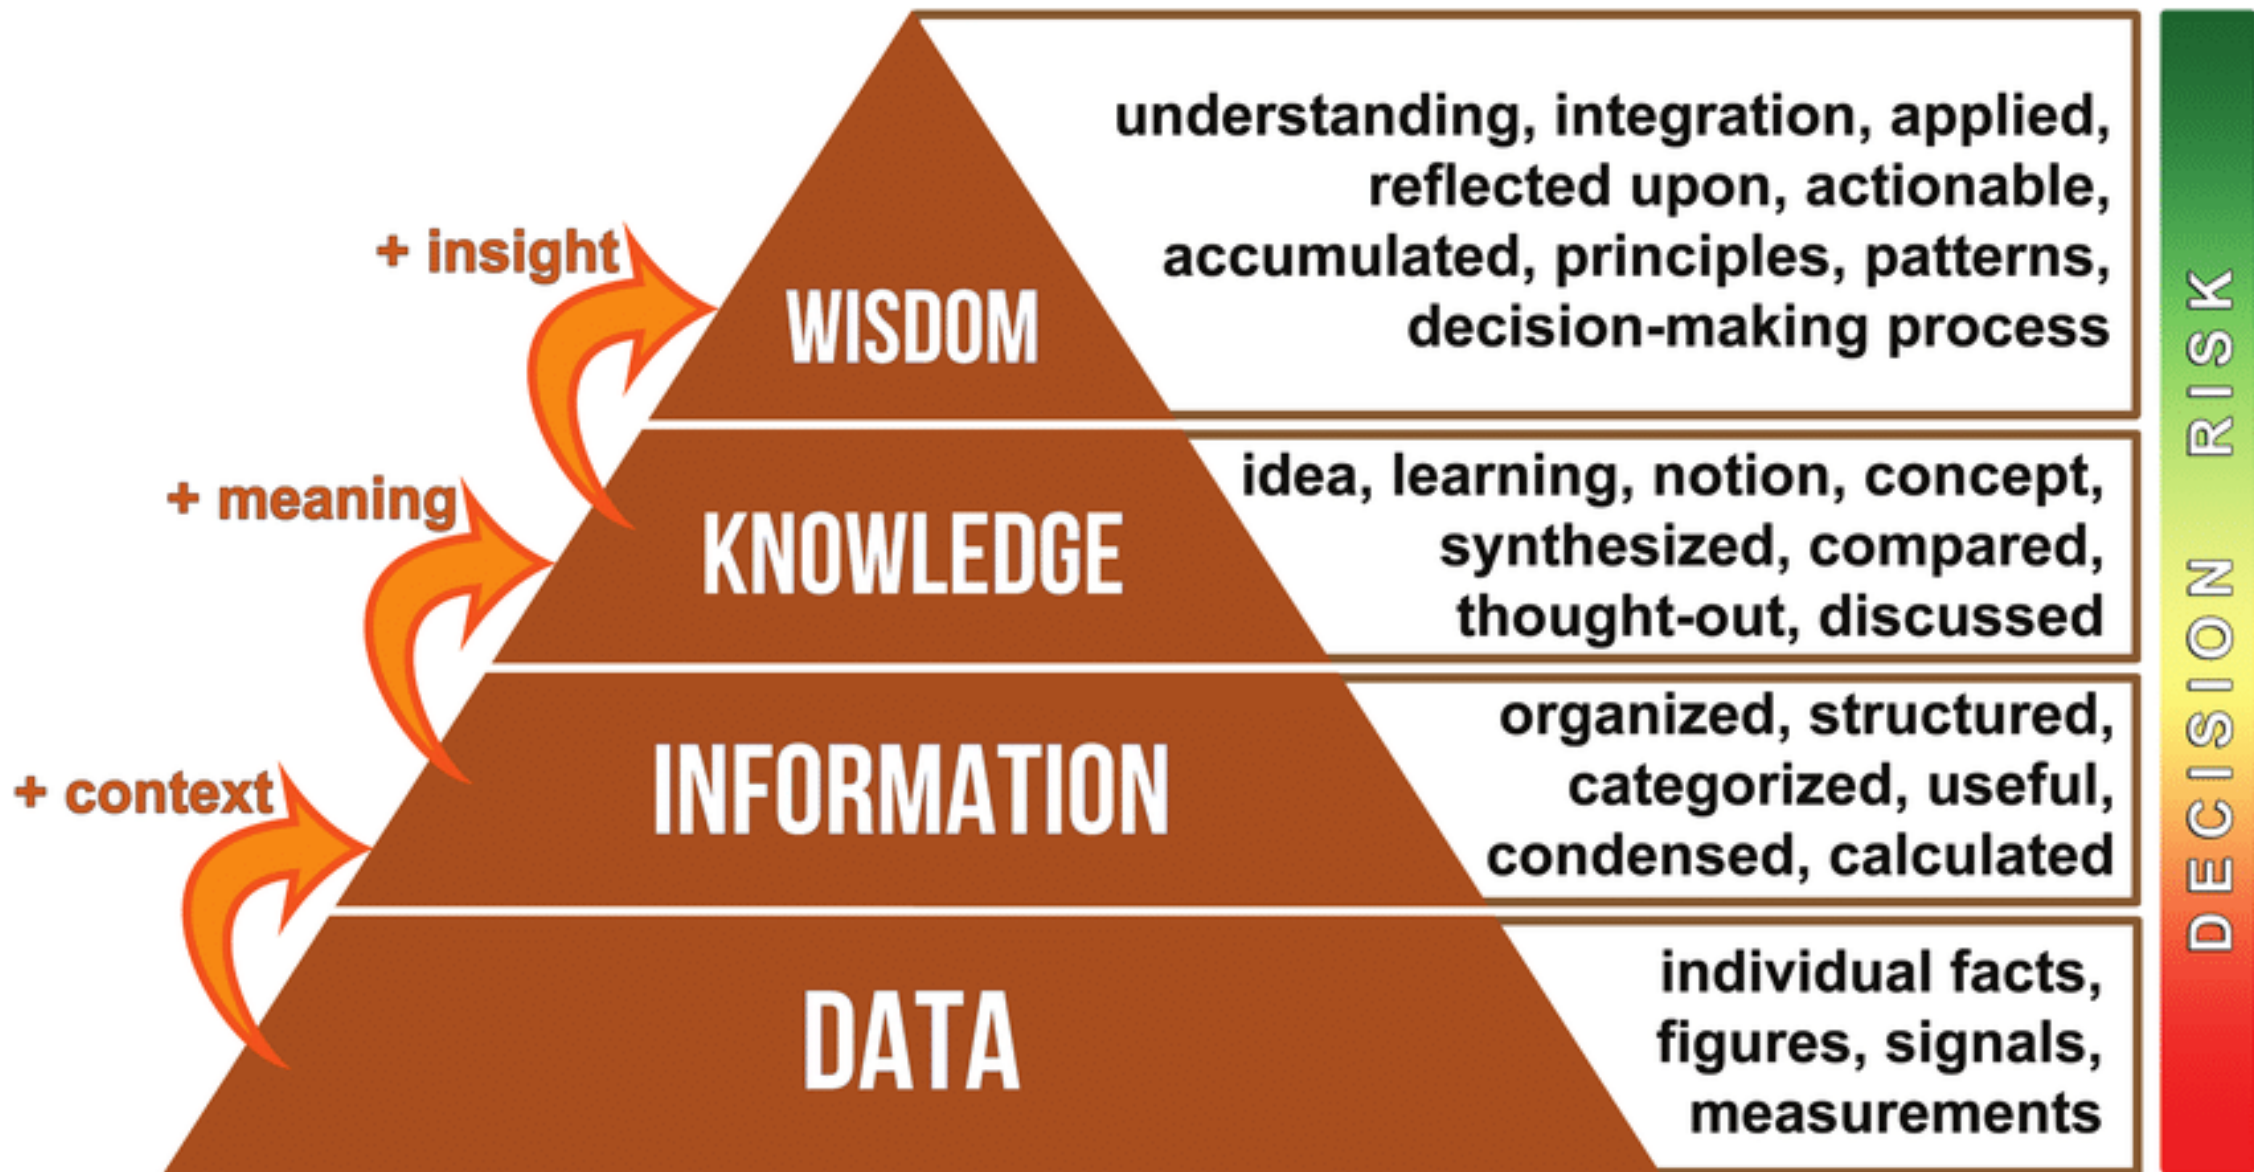 understanding, integration, applied,
reflected upon, actionable,
accumulated, principles, patterns,
decision-making process
+ insight
WISDOM
idea, learning, notion, concept,
synthesized, compared,
thought-out, discussed
+ meaning
KNOWLEDGE
organized, structured,
categorized, useful,
condensed, calculated
+ context
INFORMATION
individual facts,
figures, signals,
measurements
DATA
DECISION RISK